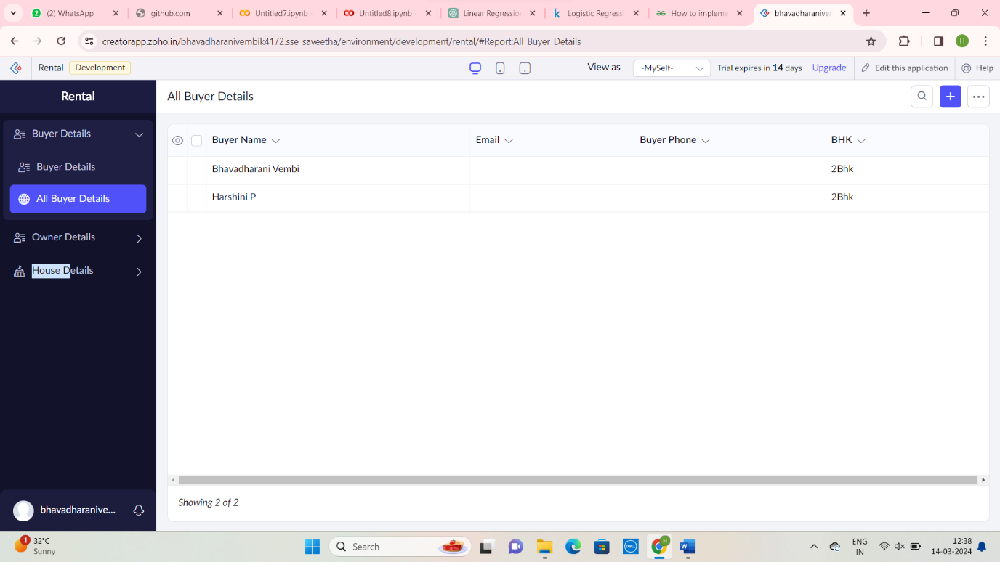 (2) WhatsApp
github.com
Untitled7.ipynb -
Untitled8.ipynb -
Linear Regression
Logistic Regressi
How to impleme
bhavadharaniver
creatorapp.zoho.in/bhavadharanivembik4172.sse_saveetha/environment/development/rental/#Report:All_Buyer_Details
H
Rental
Development
View as
-MySelf-
Trial expires in 14 days
Upgrade
Edit this application
Help
Rental
All Buyer Details
Buyer Details
Buyer Details
All Buyer Details
Owner Details
House Details
Buyer Name
Email
Buyer Phone
BHK
Bhavadharani Vembi
2Bhk
Harshini P
2Bhk
Showing 2 of 2
bhavadharanive...
1
32°C
Sunny
Search
DELL
H
W
ENG
IN
12:38
14-03-2024